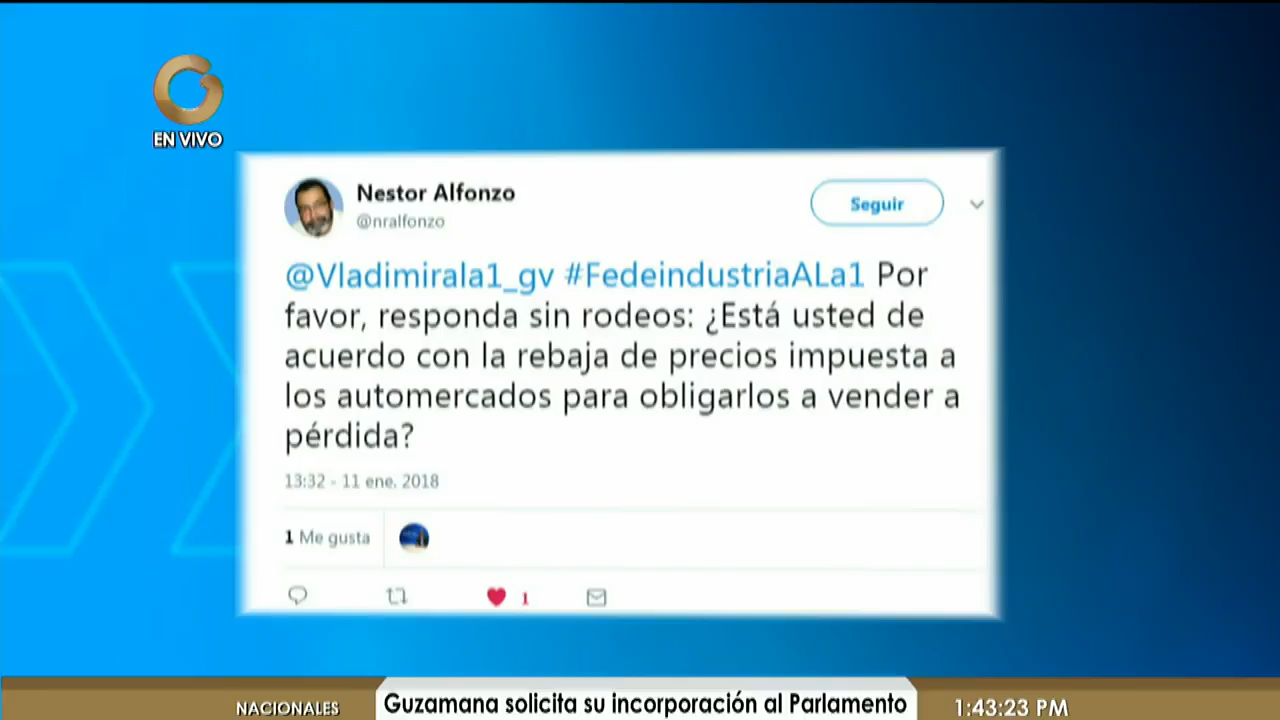 EN VIVO
Nestor Alfonzo
@nralfonzo
Seguir
@Vladimirala1_gv #FedeindustriaALa1 Por
favor, responda sin rodeos: ¿Está usted de
acuerdo con la rebaja de precios impuesta a
los automercados para obligarlos a vender a
pérdida?
13:32 - 11 ene. 2018
1 Me gusta
1
NACIONALES
Guzamana solicita su incorporación al Parlamento
1:43:23 PM